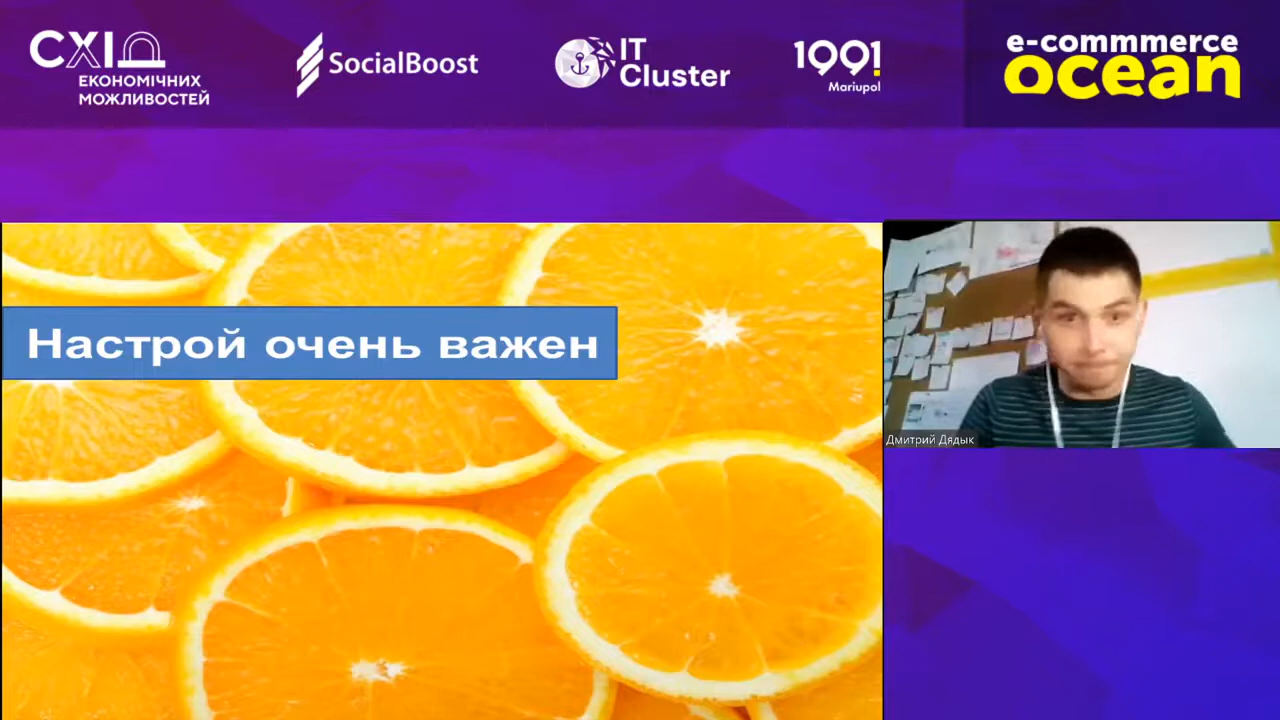 СХІД
ЕКОНОМІЧНИХ
МОЖЛИВОСТЕЙ
SocialBoost
IT
Cluster
1991
Mariupol
e-commmerce
ocean
Настрой очень важен
Дмитрий Дядык